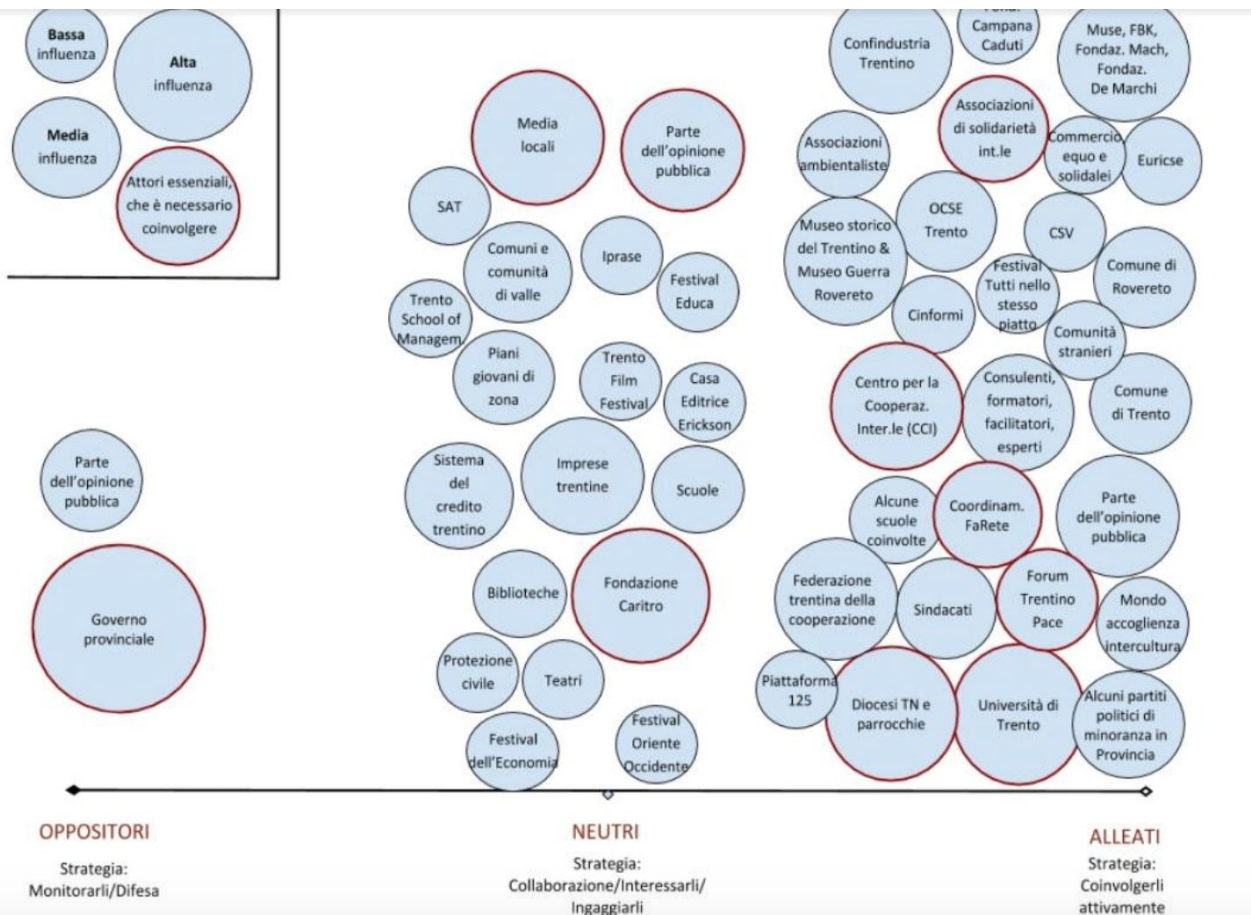 Bassa
influenza
Alta
influenza
Media
influenza
Attori essenziali,
che è necessario
coinvolgere
Parte
dell'opinione
pubblica
Governo
provinciale
Media
locali
Parte
dell'opinione
pubblica
SAT
Comuni e
comunità
di valle
Iprase
Festival
Educa
Trento
School of
Managem.
Piani
giovani di
zona
Trento
Film
Festival
Casa
Editrice
Erickson
Sistema
del
credito
trentino
Imprese
trentine
Scuole
Biblioteche
Fondazione
Caritro
Protezione
civile
Teatri
Festival
dell'Economia
Festival
Oriente
Occidente
Confindustria
Trentino
Campana
Caduti
Muse, FBK,
Fondaz. Mach,
Fondaz.
De Marchi
Associazioni
di solidarietà
int.le
Associazioni
ambientaliste
Commercio
equo e
solidalei
Euricse
Museo storico
del Trentino &
Museo Guerra
Rovereto
OCSE
Trento
CSV
Comune di
Rovereto
Cinformi
Festival
Tutti nello
stesso
piatto
Comunità
stranieri
Centro per la
Cooperaz.
Inter.le (CCI)
Consulenti,
formatori,
facilitatori,
esperti
Comune
di Trento
Alcune
scuole
coinvolte
Coordinam.
FaRete
Parte
dell'opinione
pubblica
Federazione
trentina della
cooperazione
Sindacati
Forum
Trentino
Pace
Mondo
accoglienza
intercultura
Piattaforma
125
Diocesi TN e
parrocchie
Università di
Trento
Alcuni partiti
politici di
minoranza in
Provincia
OPPOSITORI
Strategia:
Monitorarli/Difesa
NEUTRI
Strategia:
Collaborazione/Interessarli/
Ingaggiarli
ALLEATI
Strategia:
Coinvolgerli
attivamente